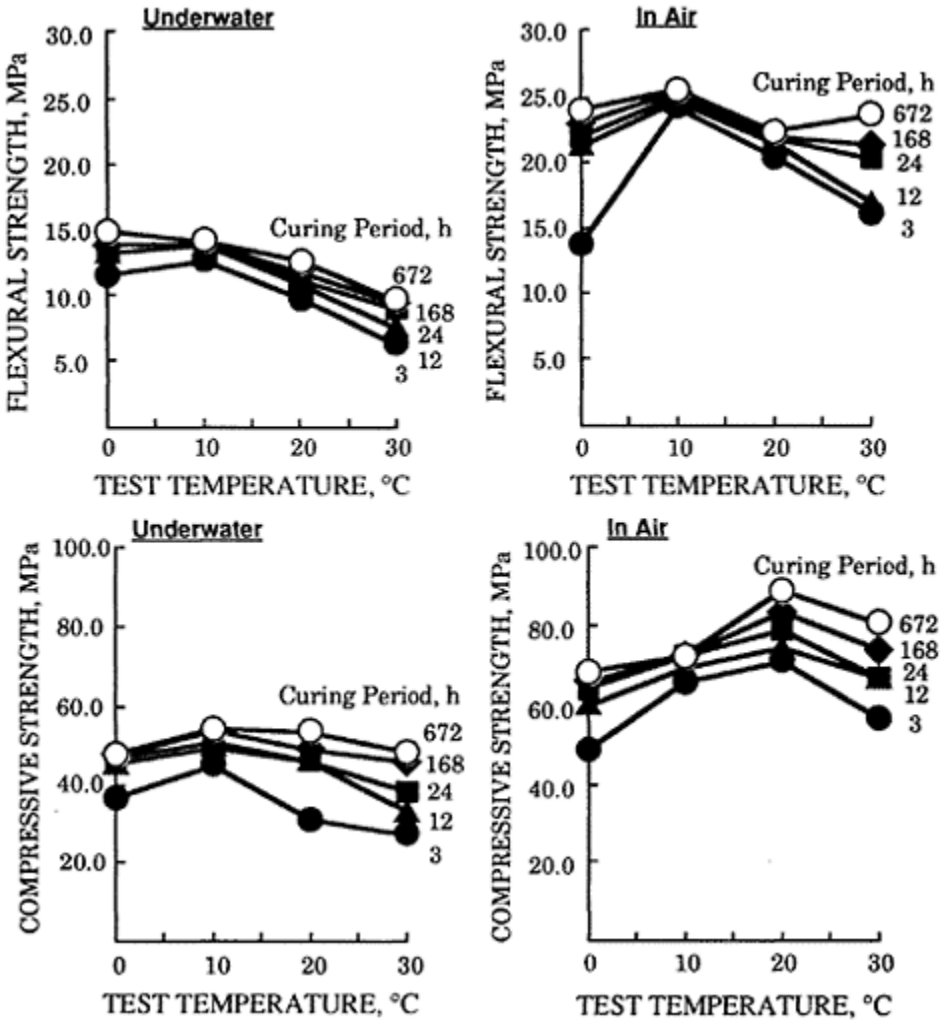 Underwater
30.0
25.0
20.0
15.0
10.0
5.0
FLEXURAL STRENGTH, MPa
Curing Period, h
672
168
24
12
3
0 10 20 30
TEST TEMPERATURE, °C
In Air
30.0
25.0
20.0
15.0
10.0
5.0
FLEXURAL STRENGTH, MPa
Curing Period, h
672
168
24
12
3
0 10 20 30
TEST TEMPERATURE, °C
Underwater
100.0
80.0
60.0
40.0
20.0
COMPRESSIVE STRENGTH, MPa
Curing Period, h
672
168
24
12
3
0 10 20 30
TEST TEMPERATURE, °C
In Air
100.0
80.0
60.0
40.0
20.0
COMPRESSIVE STRENGTH, MPa
Curing Period, h
672
168
24
12
3
0 10 20 30
TEST TEMPERATURE, °C